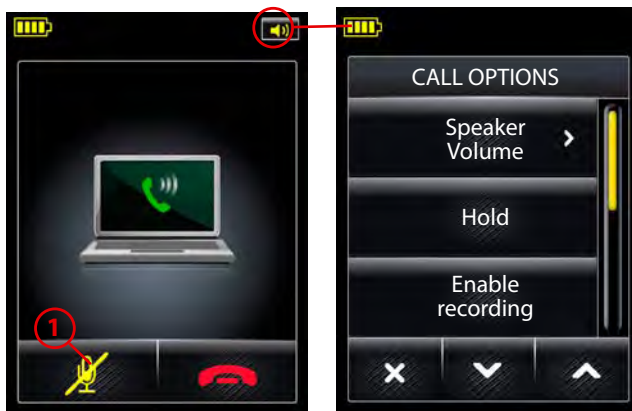 1
CALL OPTIONS
Speaker
Volume
Hold
Enable
recording